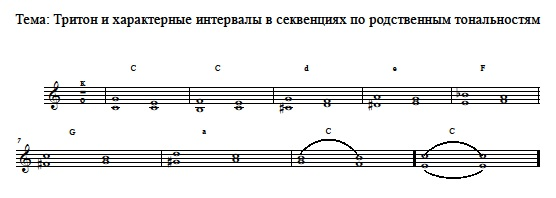 Тема: Тритон и характерные интервалы в секвенциях по родственным тональностям
К C C d e F
7 G a C C